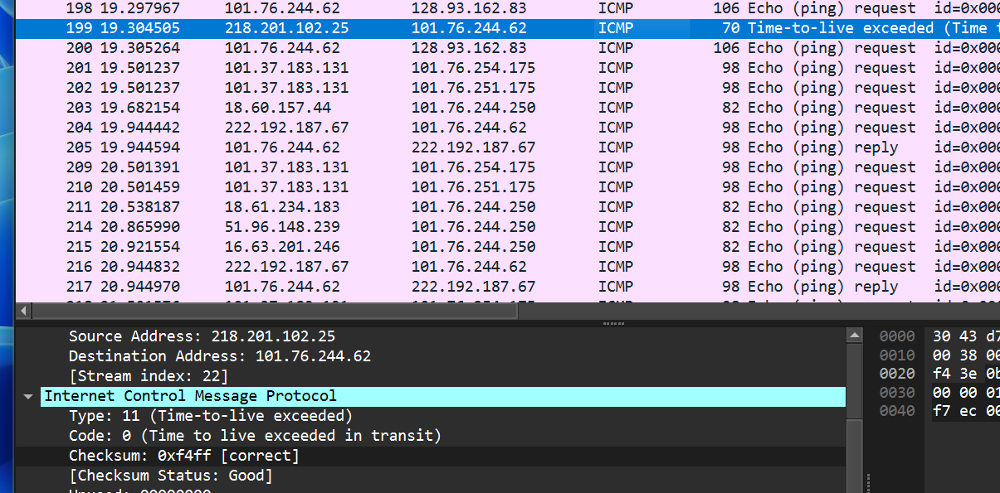 198 19.297967 101.76.244.62 128.93.162.83 ICMP 106 Echo (ping) request id=0x000
199 19.304505 218.201.102.25 101.76.244.62 ICMP 70 Time-to-live exceeded (Time t
200 19.305264 101.76.244.62 128.93.162.83 ICMP 106 Echo (ping) request id=0x000
201 19.501237 101.37.183.131 101.76.254.175 ICMP 98 Echo (ping) request id=0x000
202 19.501237 101.37.183.131 101.76.251.175 ICMP 98 Echo (ping) request id=0x000
203 19.682154 18.60.157.44 101.76.244.250 ICMP 82 Echo (ping) request id=0x000
204 19.944442 222.192.187.67 101.76.244.62 ICMP 98 Echo (ping) request id=0x000
205 19.944594 101.76.244.62 222.192.187.67 ICMP 98 Echo (ping) reply id=0x000
209 20.501391 101.37.183.131 101.76.254.175 ICMP 98 Echo (ping) request id=0x000
210 20.501459 101.37.183.131 101.76.251.175 ICMP 98 Echo (ping) request id=0x000
211 20.538187 18.61.234.183 101.76.244.250 ICMP 82 Echo (ping) request id=0x000
214 20.865990 51.96.148.239 101.76.244.250 ICMP 82 Echo (ping) request id=0x000
215 20.921554 16.63.201.246 101.76.244.250 ICMP 82 Echo (ping) request id=0x000
216 20.944832 222.192.187.67 101.76.244.62 ICMP 98 Echo (ping) request id=0x000
217 20.944970 101.76.244.62 222.192.187.67 ICMP 98 Echo (ping) reply id=0x000
Source Address: 218.201.102.25
Destination Address: 101.76.244.62
[Stream index: 22]
Internet Control Message Protocol
Type: 11 (Time-to-live exceeded)
Code: 0 (Time to live exceeded in transit)
Checksum: 0xf4ff [correct]
[Checksum Status: Good]
0000 30 43 d7
0010 00 38 00
0020 f4 3e 0b
0030 00 00 01
0040 f7 ec 00